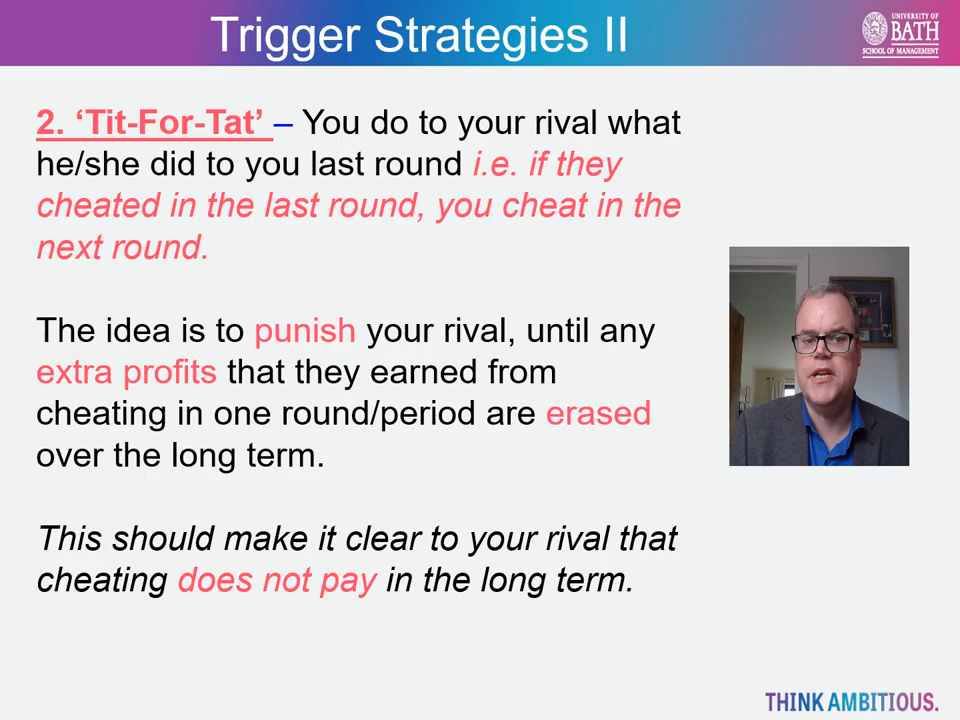 Trigger Strategies II
UNIVERSITY OF
BATH
SCHOOL OF MANAGEMENT
2. ‘Tit-For-Tat’ – You do to your rival what
he/she did to you last round i.e. if they
cheated in the last round, you cheat in the
next round.
The idea is to punish your rival, until any
extra profits that they earned from
cheating in one round/period are erased
over the long term.
This should make it clear to your rival that
cheating does not pay in the long term.
THINK AMBITIOUS.